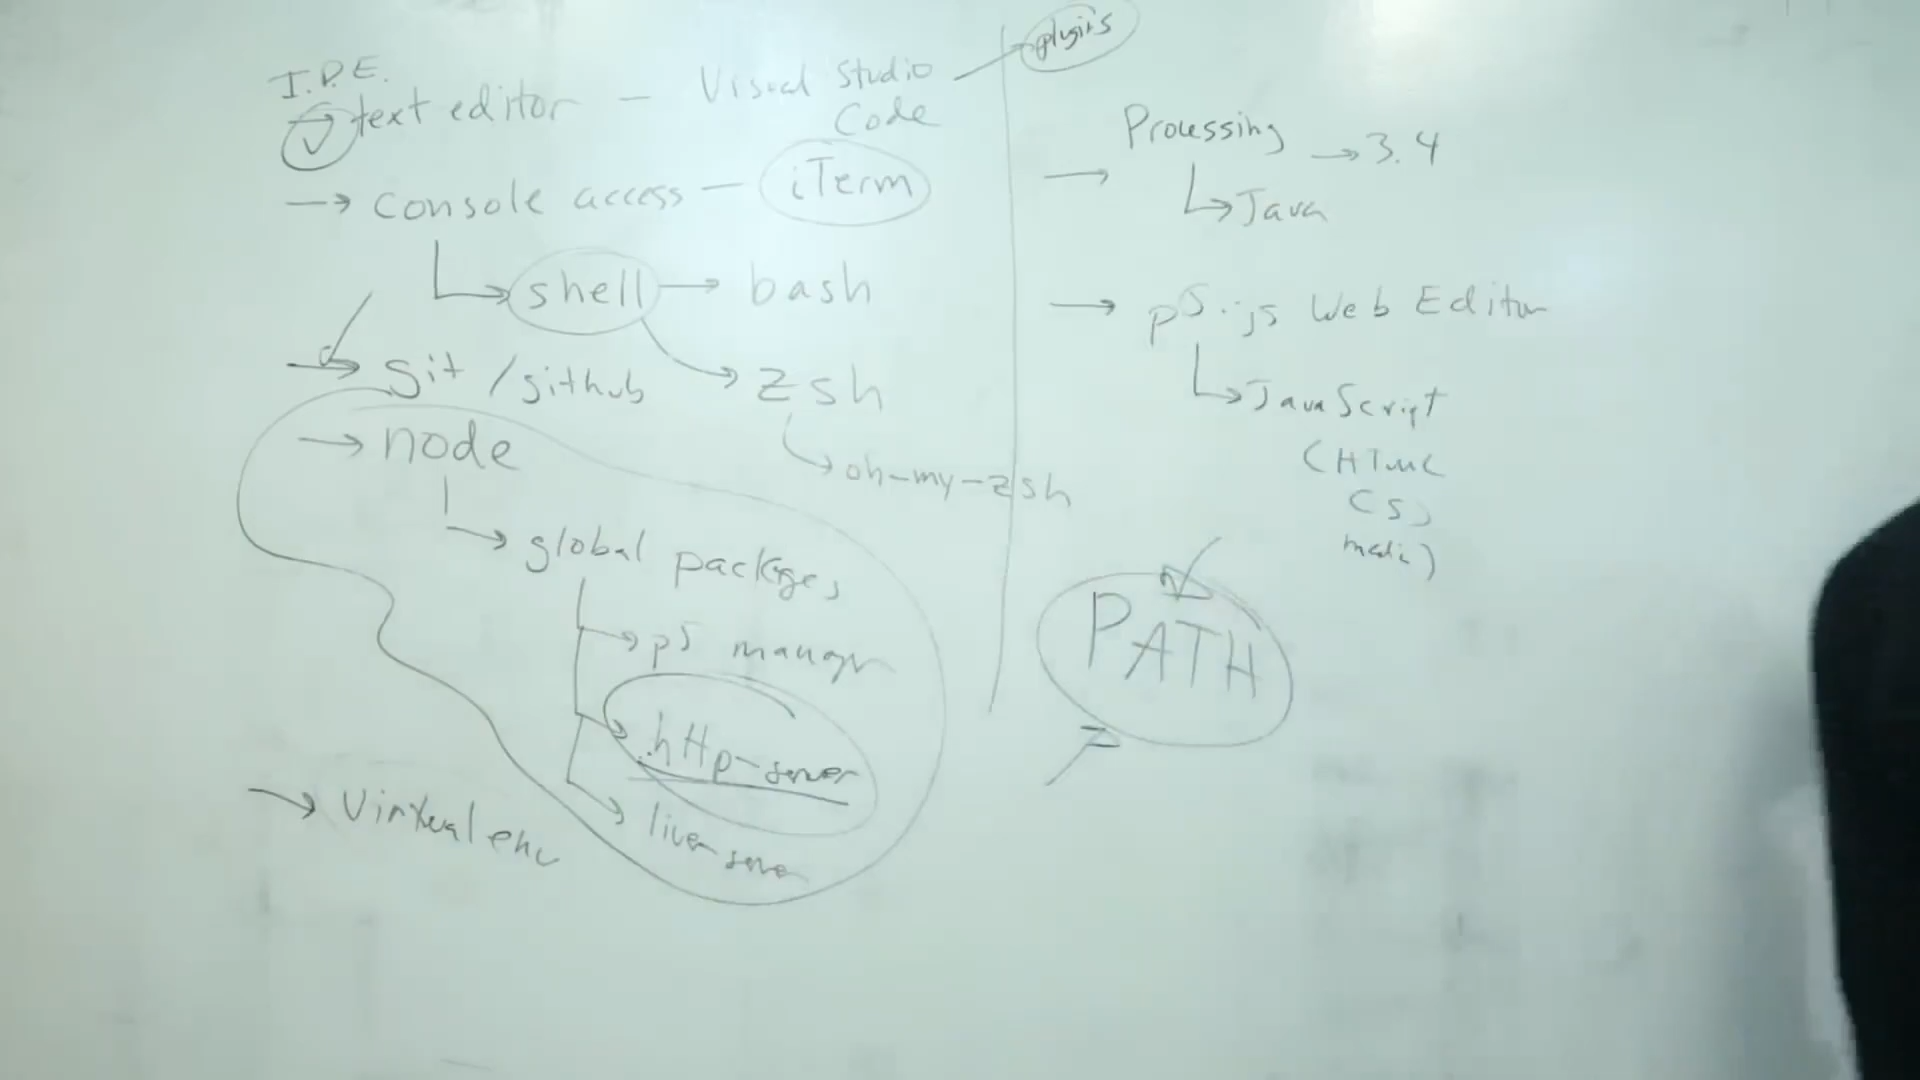 I.D.E.
text editor — Visual Studio
Code
plugins
→ console access — iTerm
shell → bash
→ git / github
zsh
oh-my-zsh
→ node
global packages
p5 manager
http-server
live server
→ Virtual env
Processing → 3.4
Java
→ p5.js Web Editor
JavaScript
(HTML
CSS
media)
PATH